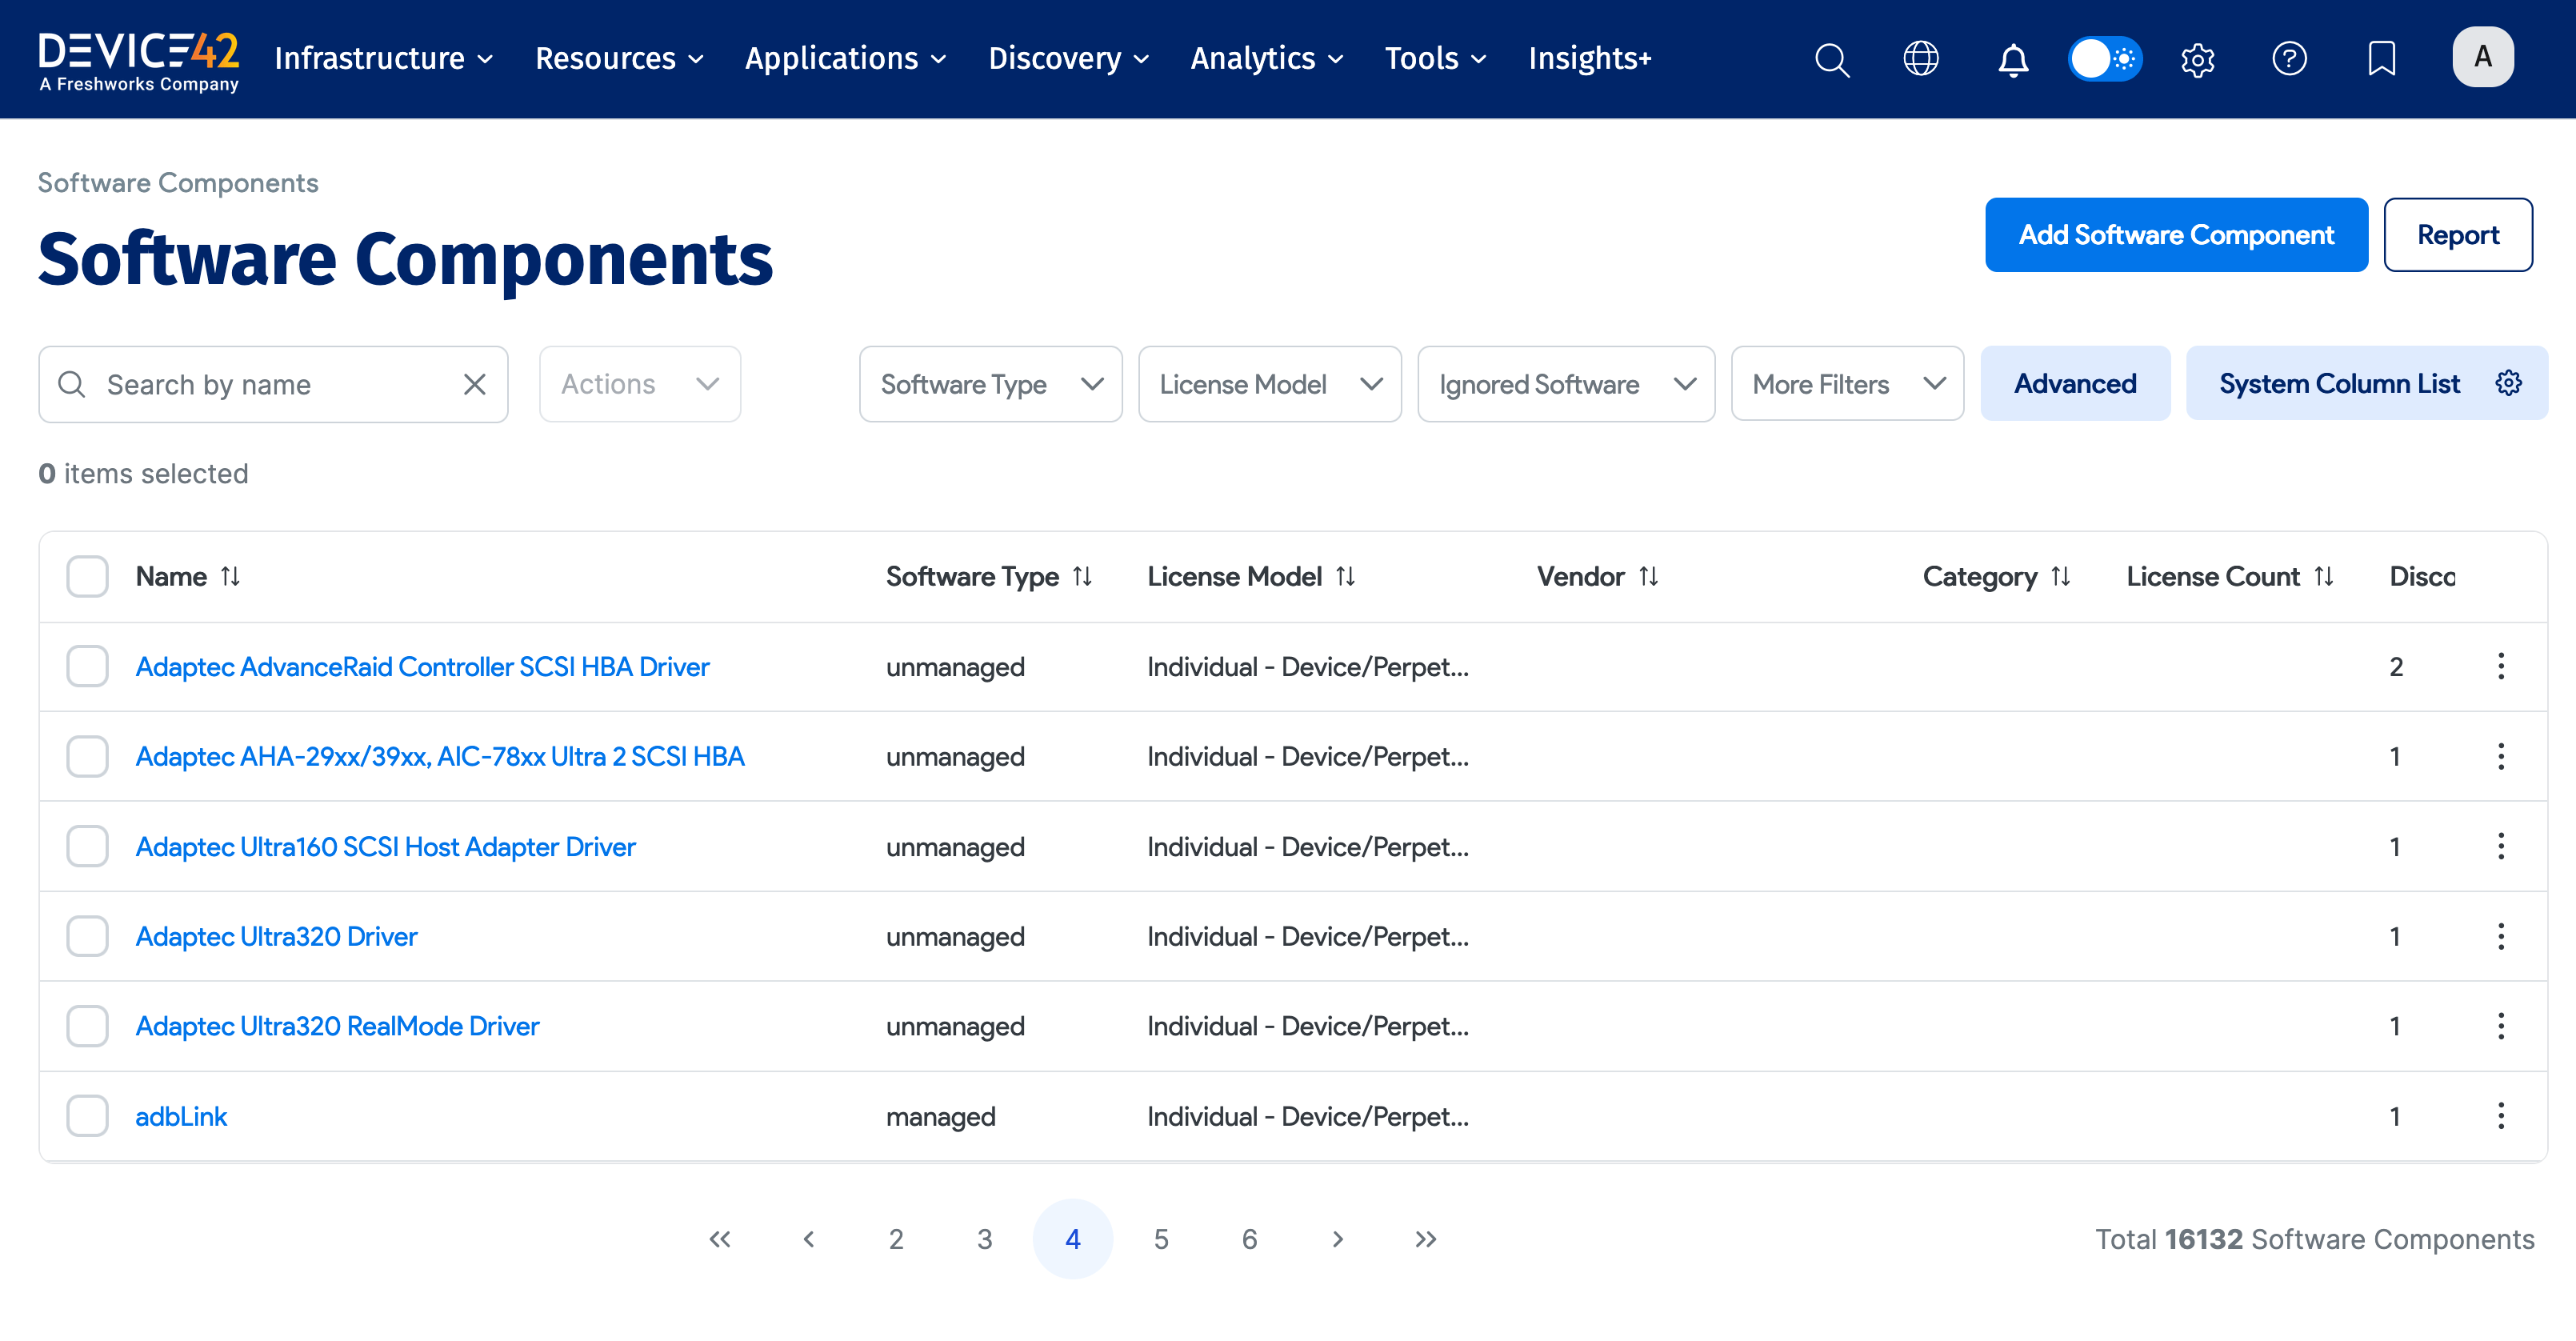 DEVICE42
A Freshworks Company
Infrastructure Resources Applications Discovery Analytics Tools Insights+
A
Software Components
Software Components
Add Software Component
Report
Search by name
Actions
Software Type
License Model
Ignored Software
More Filters
Advanced
System Column List
0 items selected
Name Software Type License Model Vendor Category License Count Disco
Adaptec AdvanceRaid Controller SCSI HBA Driver unmanaged Individual - Device/Perpet... 2
Adaptec AHA-29xx/39xx, AIC-78xx Ultra 2 SCSI HBA unmanaged Individual - Device/Perpet... 1
Adaptec Ultra160 SCSI Host Adapter Driver unmanaged Individual - Device/Perpet... 1
Adaptec Ultra320 Driver unmanaged Individual - Device/Perpet... 1
Adaptec Ultra320 RealMode Driver unmanaged Individual - Device/Perpet... 1
adbLink managed Individual - Device/Perpet... 1
« ‹ 2 3 4 5 6 › »
Total 16132 Software Components